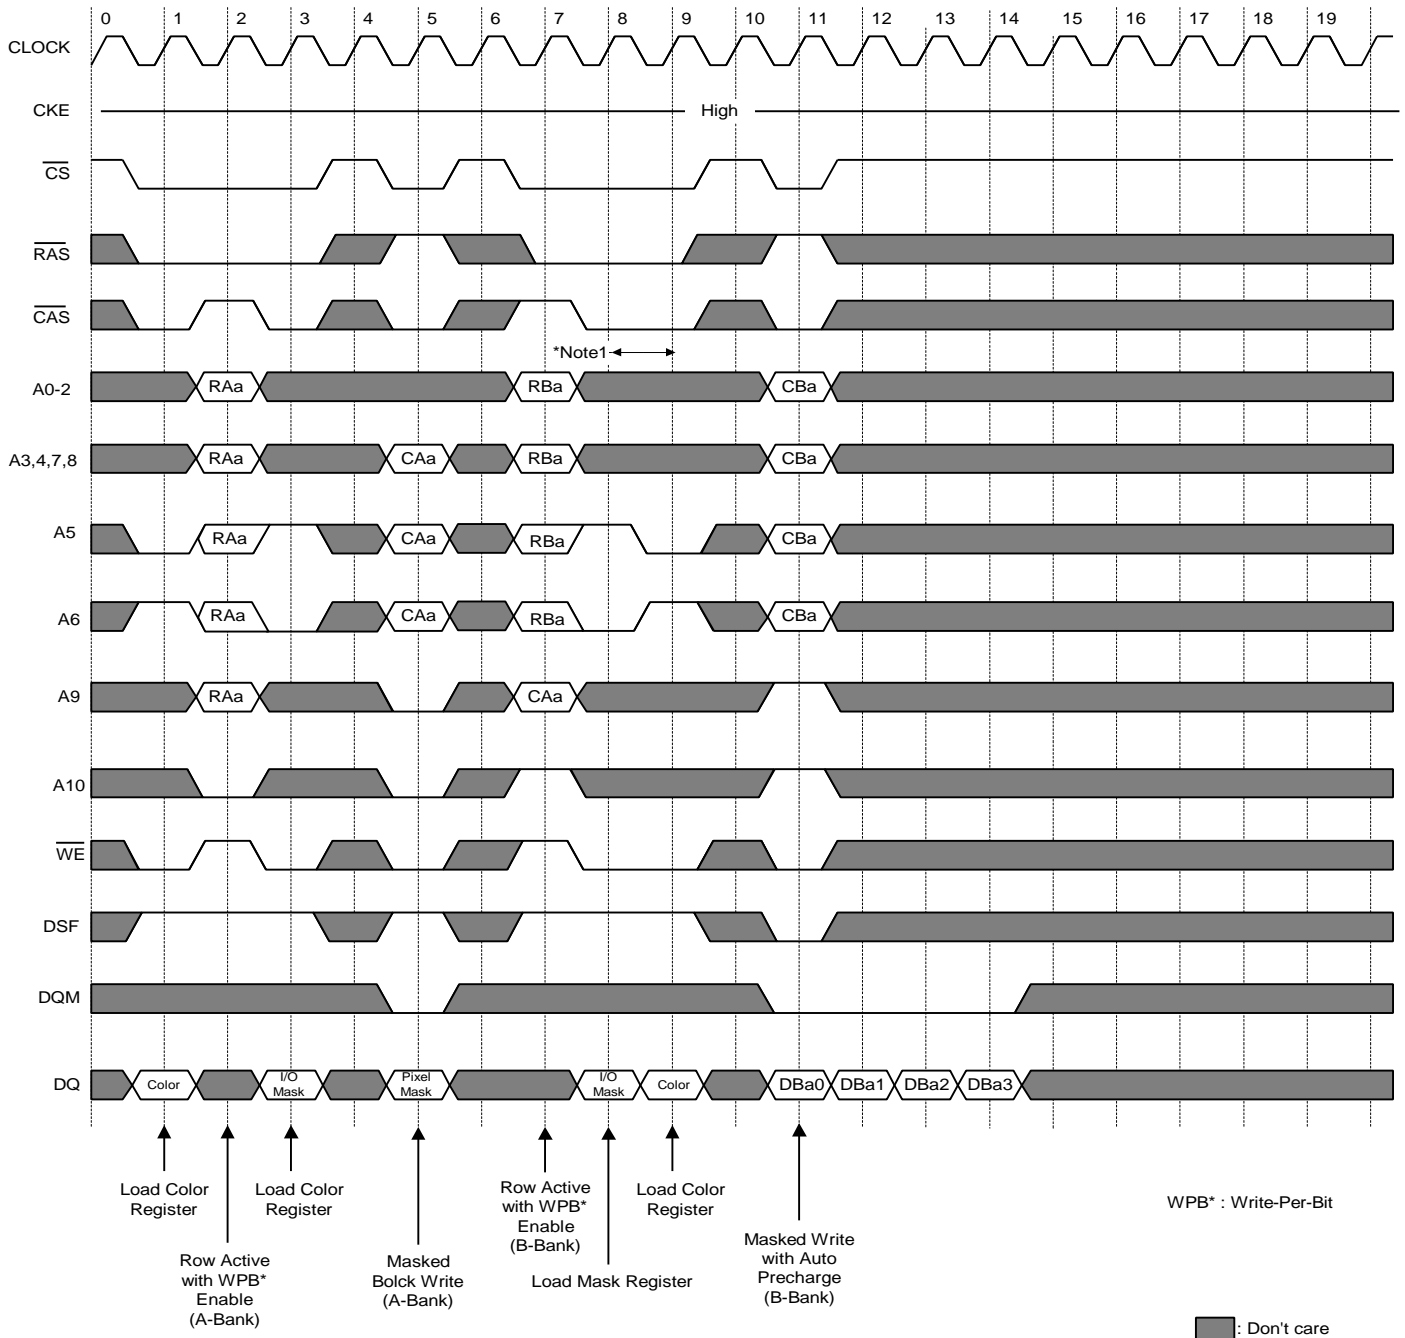 0 1 2 3 4 5 6 7 8 9 10 11 12 13 14 15 16 17 18 19
CLOCK
CKE High
CS
RAS
CAS
*Note1
A0-2 RAa RBa CBa
A3,4,7,8 RAa CAa RBa CBa
A5 RAa CAa RBa CBa
A6 RAa CAa RBa CBa
A9 RAa CAa
A10
WE
DSF
DQM
DQ Color I/O Mask Pixel Mask I/O Mask Color DBa0 DBa1 DBa2 DBa3
Load Color
Register
Row Active
with WPB*
Enable
(A-Bank)
Load Color
Register
Masked
Bolck Write
(A-Bank)
Row Active
with WPB*
Enable
(B-Bank)
Load Mask Register
Load Color
Register
Masked Write
with Auto
Precharge
(B-Bank)
WPB* : Write-Per-Bit
: Don't care